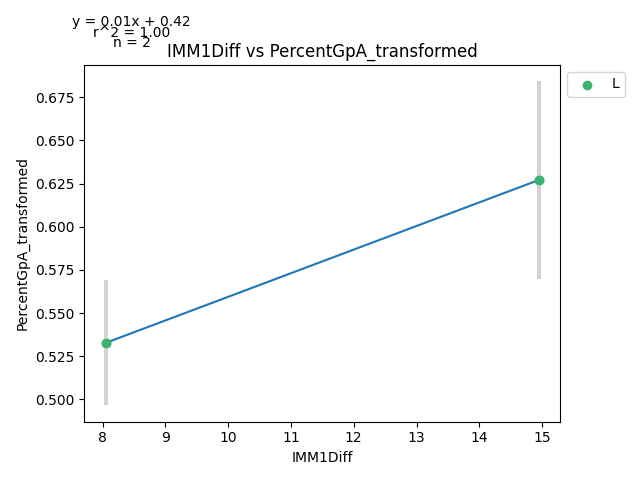 y = 0.01x + 0.42
r^2 = 1.00
n = 2
IMM1Diff vs PercentGpA_transformed
L
PercentGpA_transformed
0.675
0.650
0.625
0.600
0.575
0.550
0.525
0.500
8 9 10 11 12 13 14 15
IMM1Diff